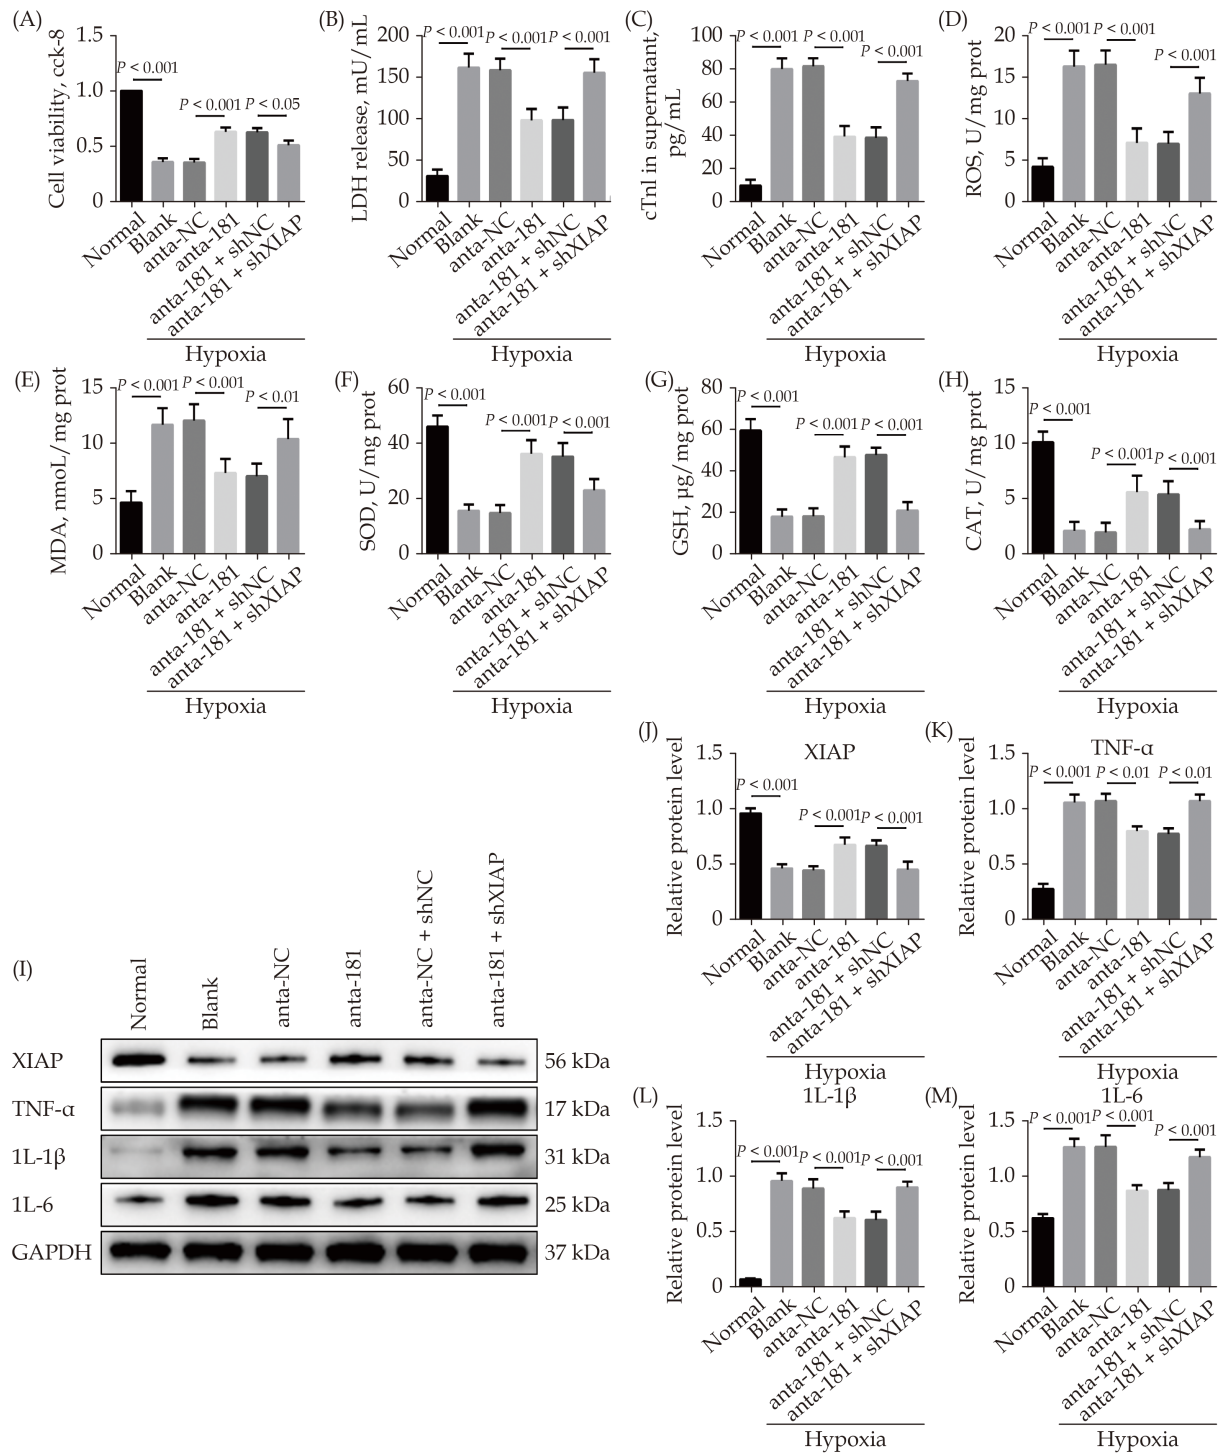 (A)
Cell viability, cck-8
1.5
1.0
0.5
0
P < 0.001
P < 0.001
P < 0.05
Normal
Blank
anta-NC
anta-181
anta-181 + shNC
anta-181 + shXIAP
Hypoxia
(B)
LDH release, mU/mL
200
150
100
50
0
P < 0.001
P < 0.001
P < 0.001
Normal
Blank
anta-NC
anta-181
anta-181 + shNC
anta-181 + shXIAP
Hypoxia
(C)
cTnl in supernatant,
pg/mL
100
80
60
40
20
0
P < 0.001
P < 0.001
P < 0.001
Normal
Blank
anta-NC
anta-181
anta-181 + shNC
anta-181 + shXIAP
Hypoxia
(D)
ROS, U/mg prot
20
15
10
5
0
P < 0.001
P < 0.001
P < 0.001
Normal
Blank
anta-NC
anta-181
anta-181 + shNC
anta-181 + shXIAP
Hypoxia
(E)
MDA, nmoL/mg prot
15
10
5
0
P < 0.001
P < 0.001
P < 0.01
Normal
Blank
anta-NC
anta-181
anta-181 + shNC
anta-181 + shXIAP
Hypoxia
(F)
SOD, U/mg prot
60
40
20
0
P < 0.001
P < 0.001
P < 0.001
Normal
Blank
anta-NC
anta-181
anta-181 + shNC
anta-181 + shXIAP
Hypoxia
(G)
GSH, μg/mg prot
80
60
40
20
0
P < 0.001
P < 0.001
P < 0.001
Normal
Blank
anta-NC
anta-181
anta-181 + shNC
anta-181 + shXIAP
Hypoxia
(H)
CAT, U/mg prot
15
10
5
0
P < 0.001
P < 0.001
P < 0.001
Normal
Blank
anta-NC
anta-181
anta-181 + shNC
anta-181 + shXIAP
Hypoxia
(I)
Normal
Blank
anta-NC
anta-181
anta-NC + shNC
anta-181 + shXIAP
XIAP 56 kDa
TNF-α 17 kDa
1L-1β 31 kDa
1L-6 25 kDa
GAPDH 37 kDa
(J)
XIAP
Relative protein level
1.5
1.0
0.5
0
P < 0.001
P < 0.001
P < 0.001
Normal
Blank
anta-NC
anta-181
anta-181 + shNC
anta-181 + shXIAP
Hypoxia
(K)
TNF-α
Relative protein level
1.5
1.0
0.5
0
P < 0.001
P < 0.01
P < 0.01
Normal
Blank
anta-NC
anta-181
anta-181 + shNC
anta-181 + shXIAP
Hypoxia
(L)
1L-1β
Relative protein level
1.5
1.0
0.5
0
P < 0.001
P < 0.001
P < 0.001
Normal
Blank
anta-NC
anta-181
anta-181 + shNC
anta-181 + shXIAP
Hypoxia
(M)
1L-6
Relative protein level
1.5
1.0
0.5
0
P < 0.001
P < 0.001
P < 0.001
Normal
Blank
anta-NC
anta-181
anta-181 + shNC
anta-181 + shXIAP
Hypoxia